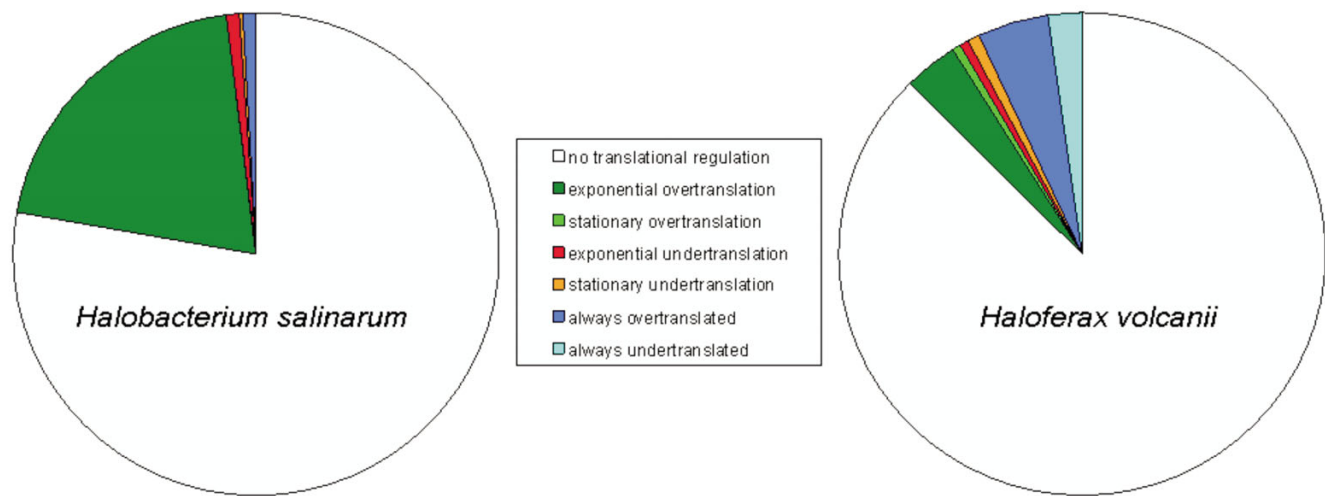 no translational regulation
exponential overtranslation
stationary overtranslation
exponential undertranslation
stationary undertranslation
always overtranslated
always undertranslated
Halobacterium salinarum
Haloferax volcanii